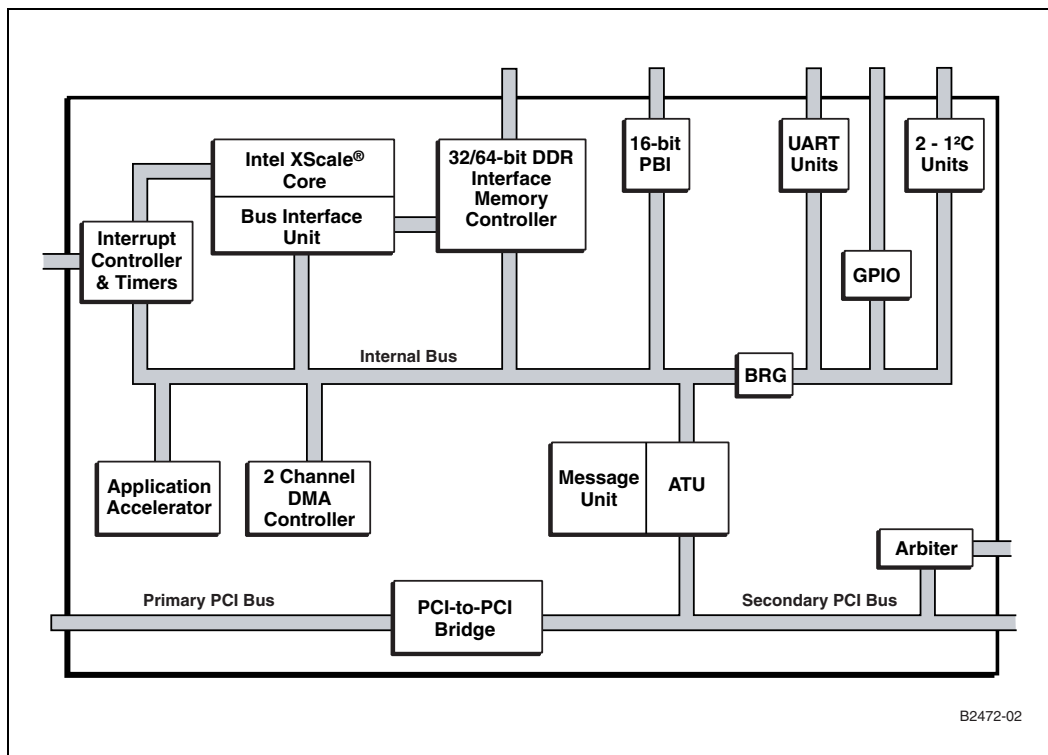 Intel XScale®
Core
Bus Interface
Unit
32/64-bit DDR
Interface
Memory
Controller
16-bit
PBI
UART
Units
2 - 1²C
Units
Interrupt
Controller
& Timers
GPIO
Internal Bus
BRG
Application
Accelerator
2 Channel
DMA
Controller
Message
Unit
ATU
Arbiter
Primary PCI Bus
PCI-to-PCI
Bridge
Secondary PCI Bus
B2472-02